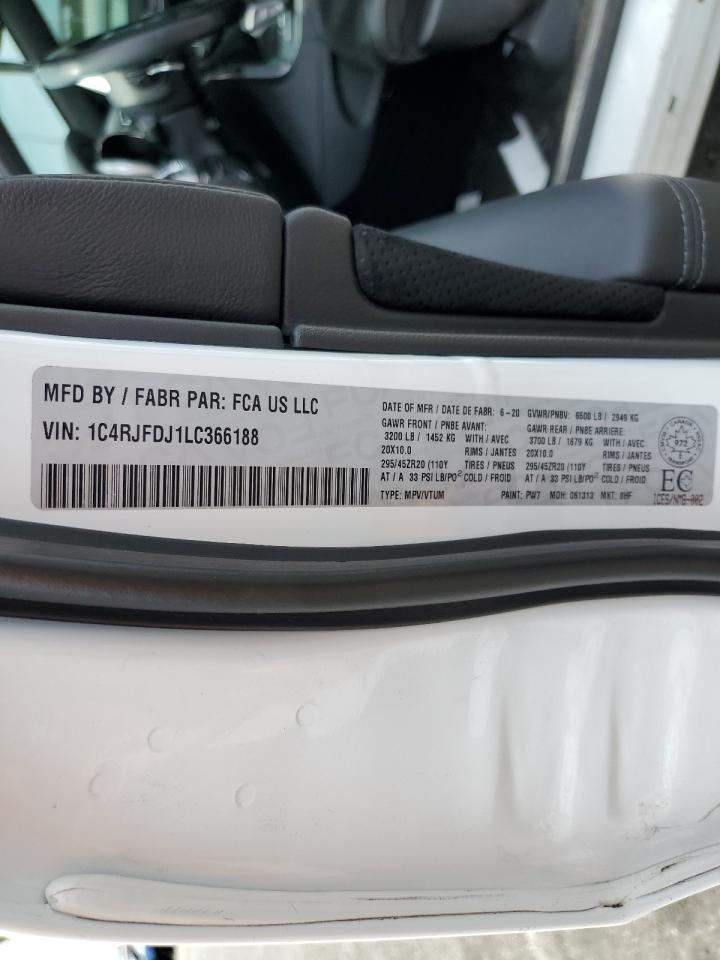 MFD BY / FABR PAR: FCA US LLC
VIN: 1C4RJFDJ1LC366188
DATE OF MFR / DATE DE FABR: 6-20 GVWR/PNBV: 6500 LB / 2949 KG
GAWR FRONT / PNBE AVANT: GAWR REAR / PNBE ARRIERE:
3200 LB / 1452 KG WITH / AVEC 3700 LB / 1679 KG WITH / AVEC
20X10.0 RIMS / JANTES 20X10.0 RIMS / JANTES
295/45ZR20 (110Y TIRES / PNEUS 295/45ZR20 (110Y TIRES / PNEUS
AT / A 33 PSI LB/PO² COLD / FROID AT / A 33 PSI LB/PO² COLD / FROID
TYPE: MPV/VTUM PAINT: PW7 MOH: 061313 MKT: 8HF
CANADA
972
EC
ICES/NMB-002